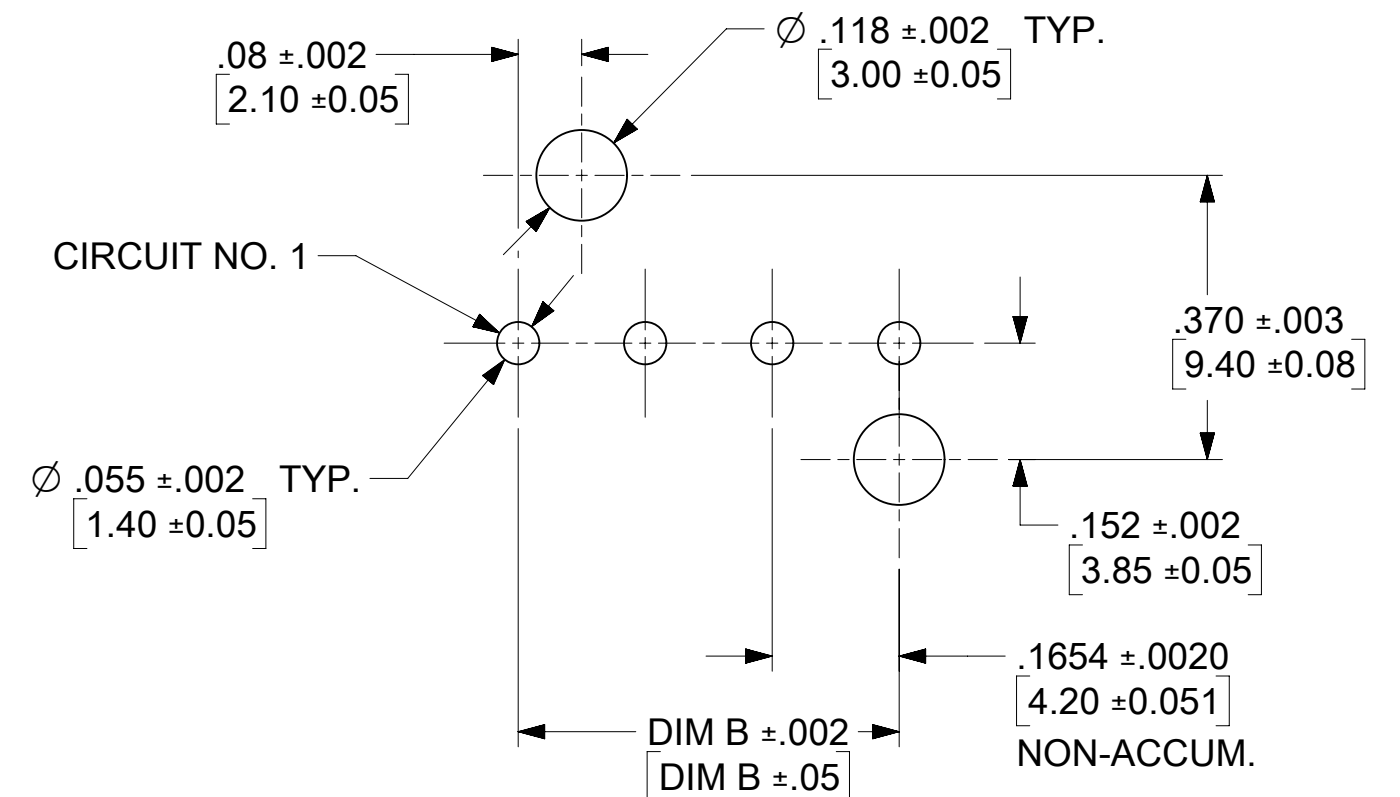 .08 ±.002
[2.10 ±0.05]
Ø .118 ±.002 TYP.
[3.00 ±0.05]
CIRCUIT NO. 1
.370 ±.003
[9.40 ±0.08]
Ø .055 ±.002 TYP.
[1.40 ±0.05]
.152 ±.002
[3.85 ±0.05]
.1654 ±.0020
[4.20 ±0.051]
NON-ACCUM.
DIM B ±.002
[DIM B ±.05]